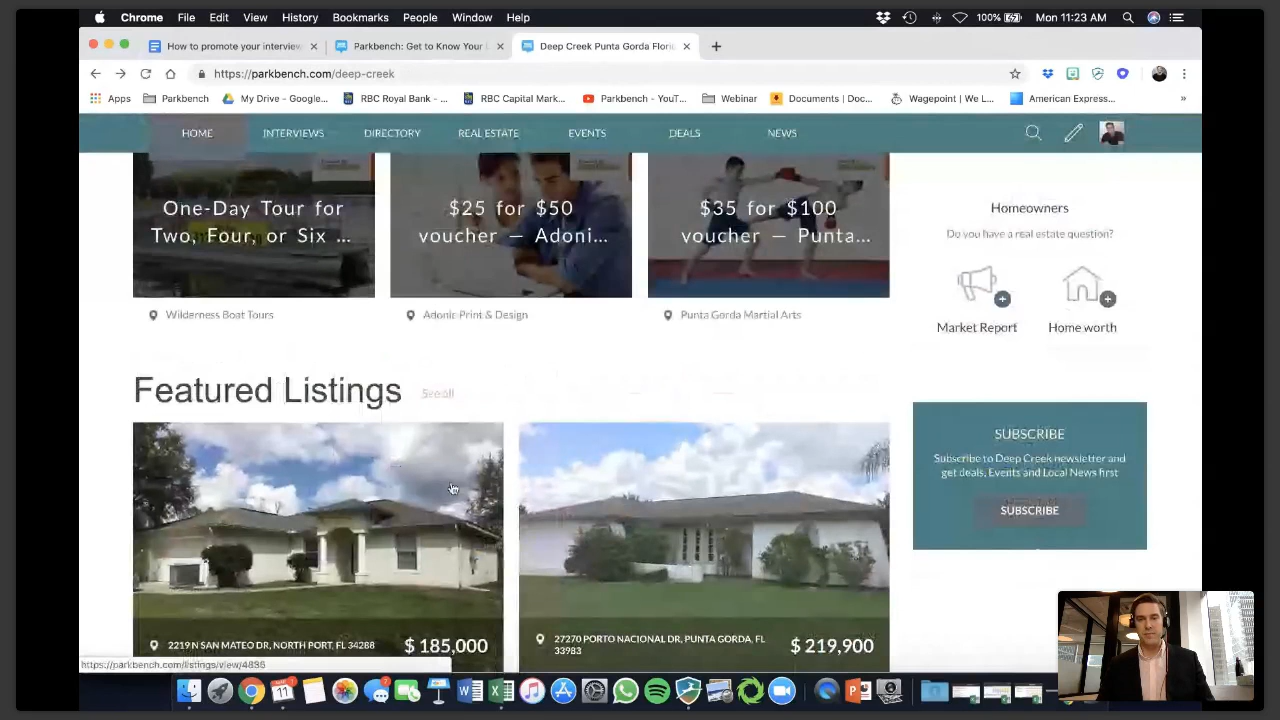 Chrome File Edit View History Bookmarks People Window Help 100% Mon 11:23 AM
How to promote your interview Parkbench: Get to Know Your Deep Creek Punta Gorda Flori
https://parkbench.com/deep-creek
Apps Parkbench My Drive - Google... RBC Royal Bank - ... RBC Capital Mark... Parkbench - YouT... Webinar Documents | Doc... Wagepoint | We L... American Express... »
HOME INTERVIEWS DIRECTORY REAL ESTATE EVENTS DEALS NEWS
One-Day Tour for
Two, Four, or Six ...
Wilderness Boat Tours
$25 for $50
voucher — Adoni...
Adonic Print & Design
$35 for $100
voucher — Punta...
Punta Gorda Martial Arts
Homeowners
Do you have a real estate question?
Market Report Home worth
Featured Listings See all
2219 N SAN MATEO DR, NORTH PORT, FL 34288 $ 185,000
27270 PORTO NACIONAL DR, PUNTA GORDA, FL
33983
$ 219,900
SUBSCRIBE
Subscribe to Deep Creek newsletter and
get deals, Events and Local News first
SUBSCRIBE
https://parkbench.com/listings/view/4836